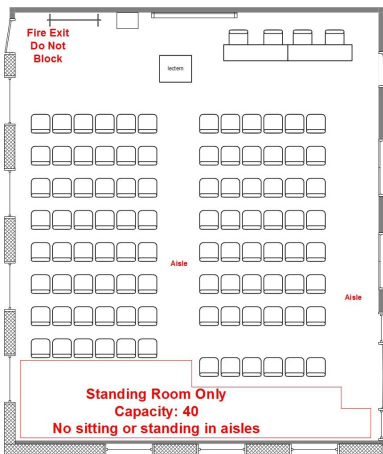 Fire Exit
Do Not
Block
lectern
Aisle
Aisle
Standing Room Only
Capacity: 40
No sitting or standing in aisles